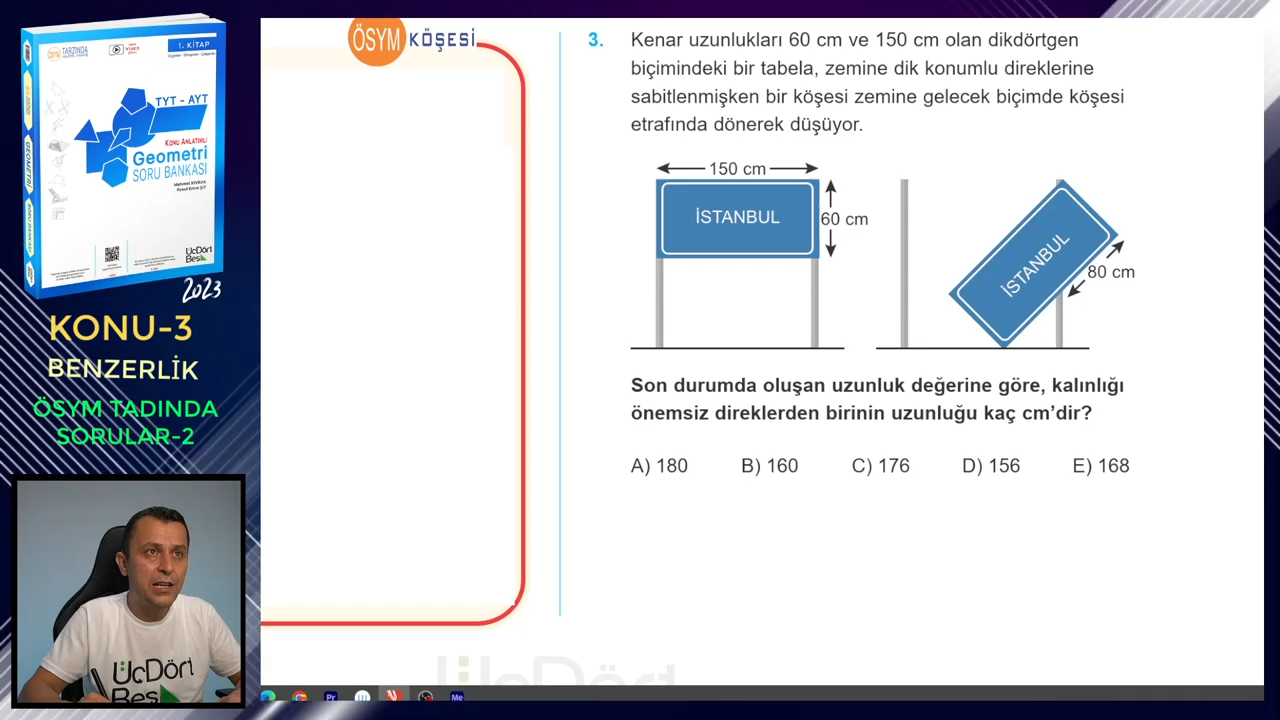 ÖSYM KÖŞESİ
3. Kenar uzunlukları 60 cm ve 150 cm olan dikdörtgen
biçimindeki bir tabela, zemine dik konumlu direklerine
sabitlenmişken bir köşesi zemine gelecek biçimde köşesi
etrafında dönerek düşüyor.
150 cm
İSTANBUL
60 cm
İSTANBUL
80 cm
Son durumda oluşan uzunluk değerine göre, kalınlığı
önemsiz direklerden birinin uzunluğu kaç cm'dir?
A) 180 B) 160 C) 176 D) 156 E) 168
1. KİTAP
TYT - AYT
KONU ANLATIMLI
Geometri
SORU BANKASI
ÜçDört
Beş
2023
KONU-3
BENZERLİK
ÖSYM TADINDA
SORULAR-2
ÜçDört
Beş